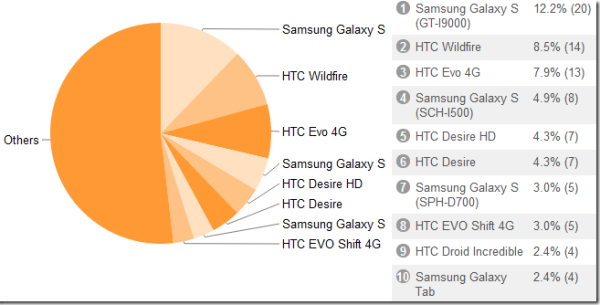 Samsung Galaxy S
HTC Wildfire
HTC Evo 4G
Samsung Galaxy S
HTC Desire HD
HTC Desire
Samsung Galaxy S
HTC EVO Shift 4G
Others
1 Samsung Galaxy S 12.2% (20)
(GT-I9000)
2 HTC Wildfire 8.5% (14)
3 HTC Evo 4G 7.9% (13)
4 Samsung Galaxy S 4.9% (8)
(SCH-I500)
5 HTC Desire HD 4.3% (7)
6 HTC Desire 4.3% (7)
7 Samsung Galaxy S 3.0% (5)
(SPH-D700)
8 HTC EVO Shift 4G 3.0% (5)
9 HTC Droid Incredible 2.4% (4)
10 Samsung Galaxy 2.4% (4)
Tab